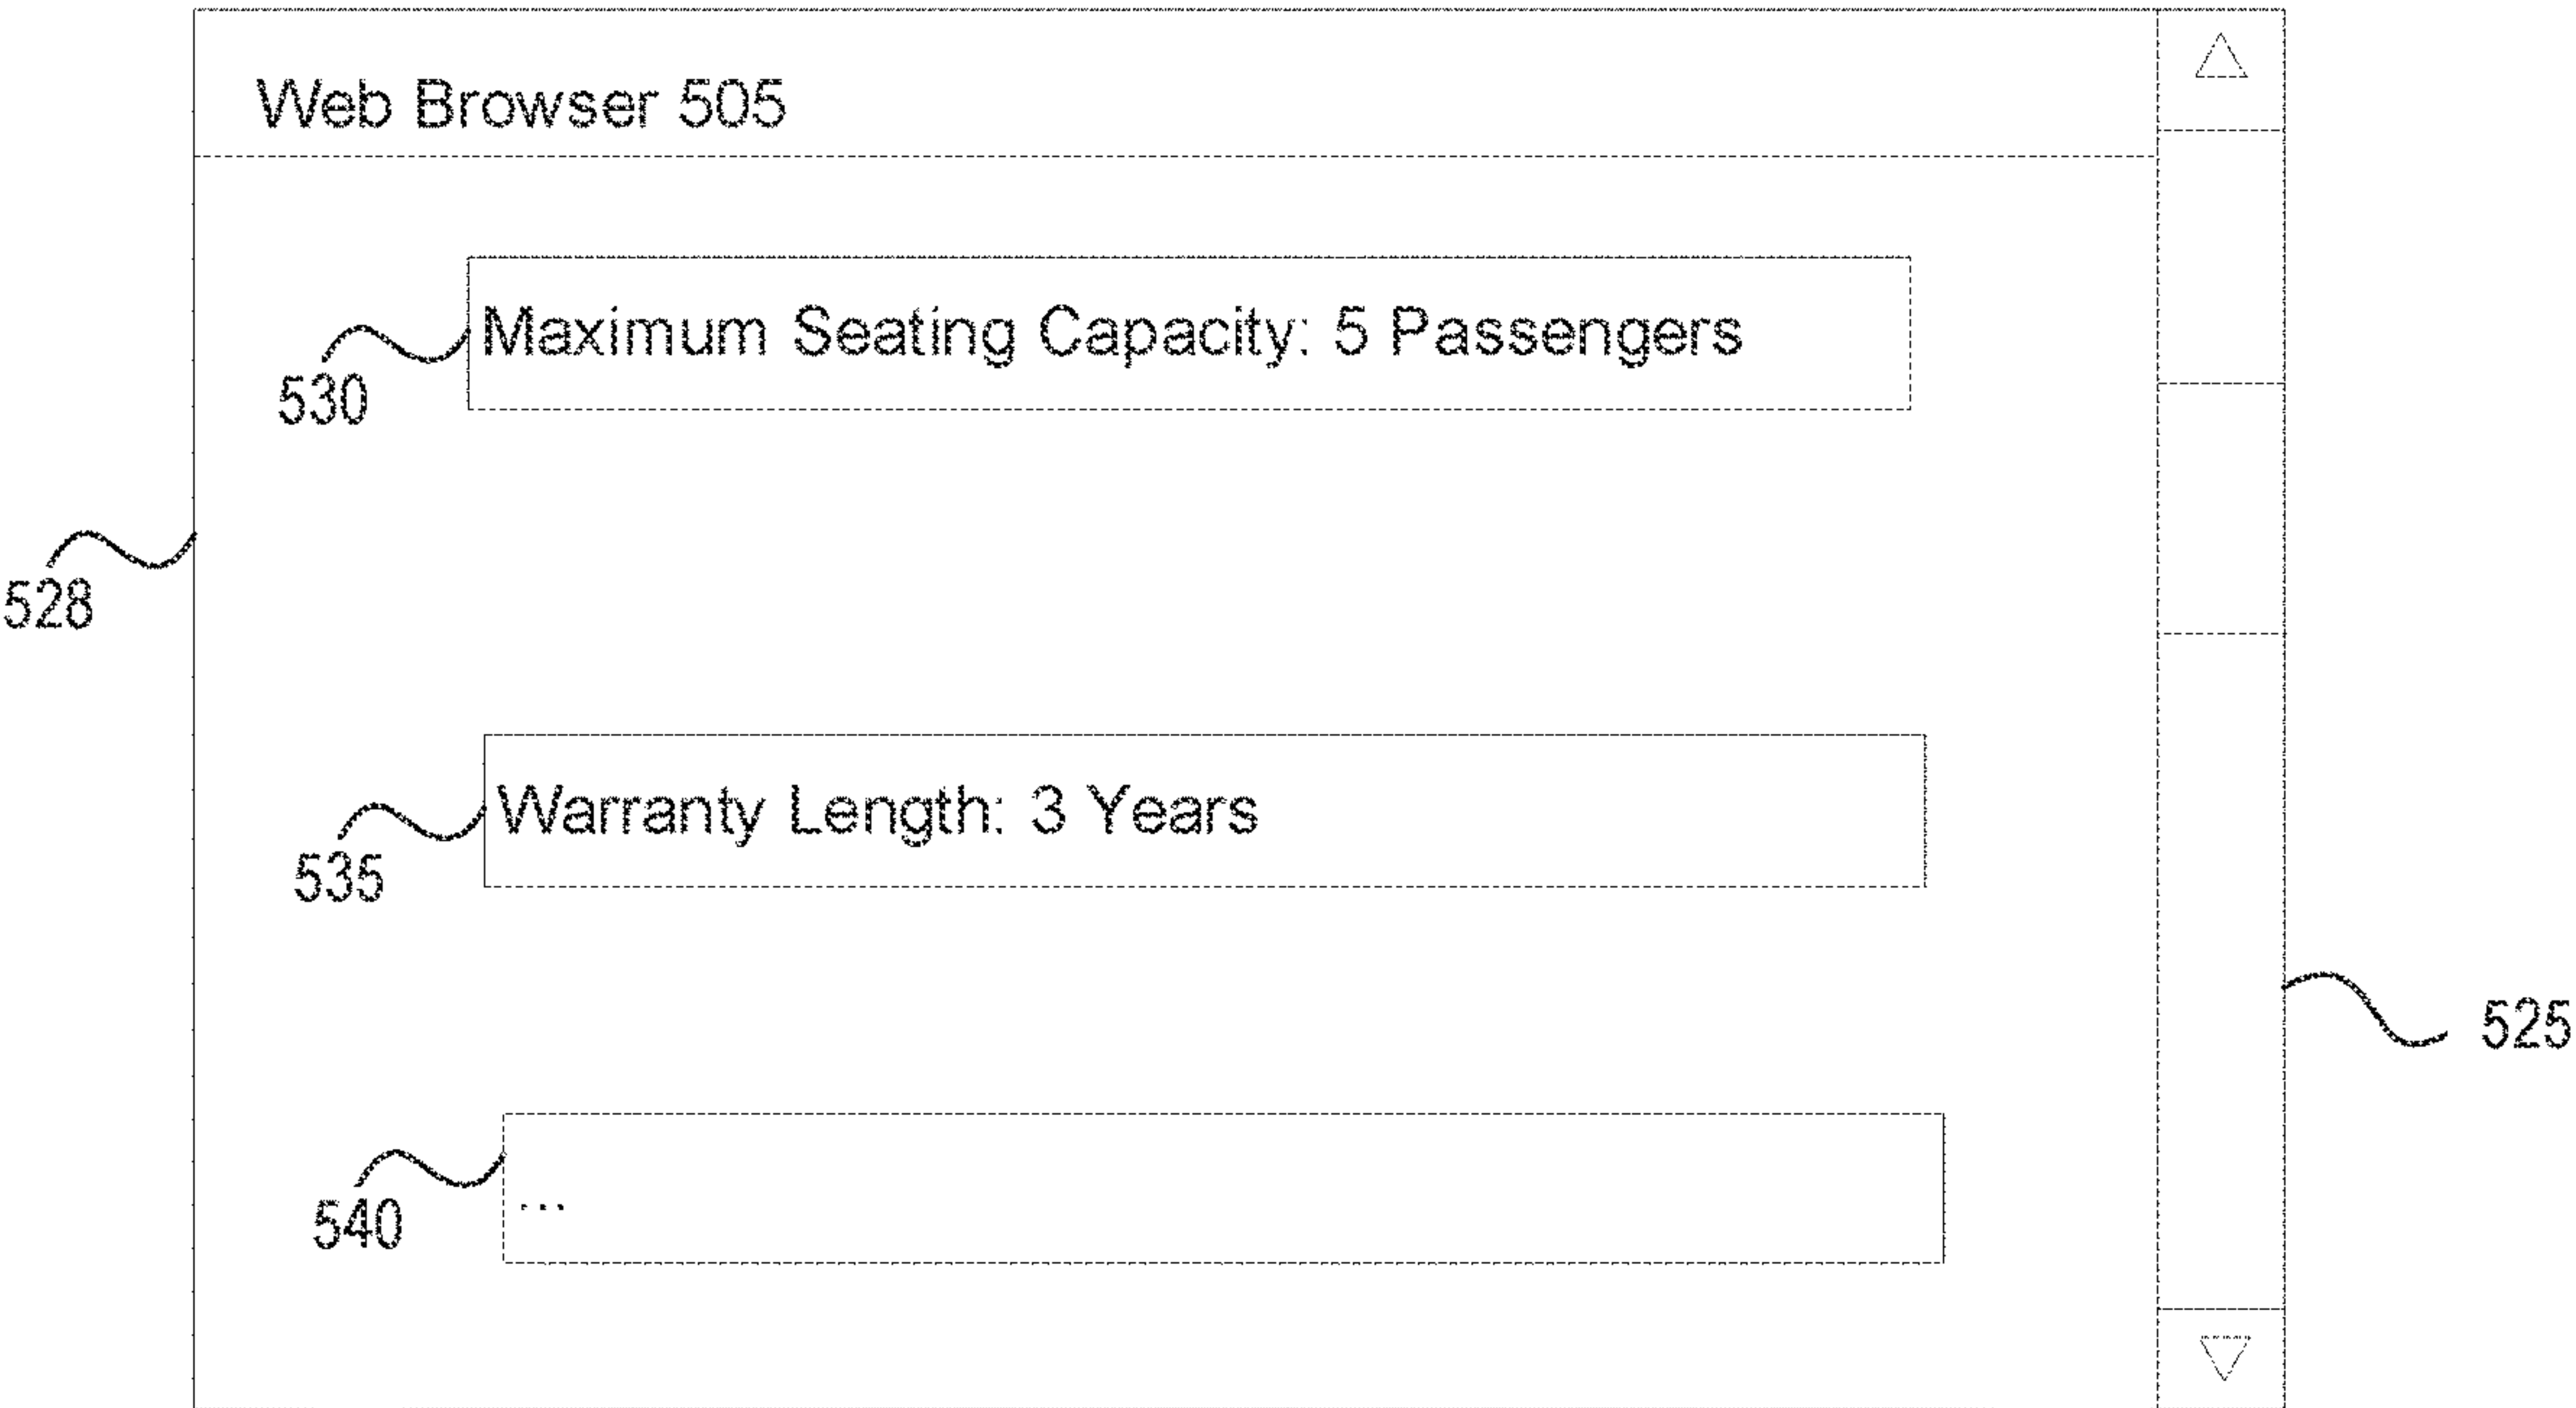 Web Browser 505
Maximum Seating Capacity: 5 Passengers
530
528
Warranty Length: 3 Years
535
525
...
540